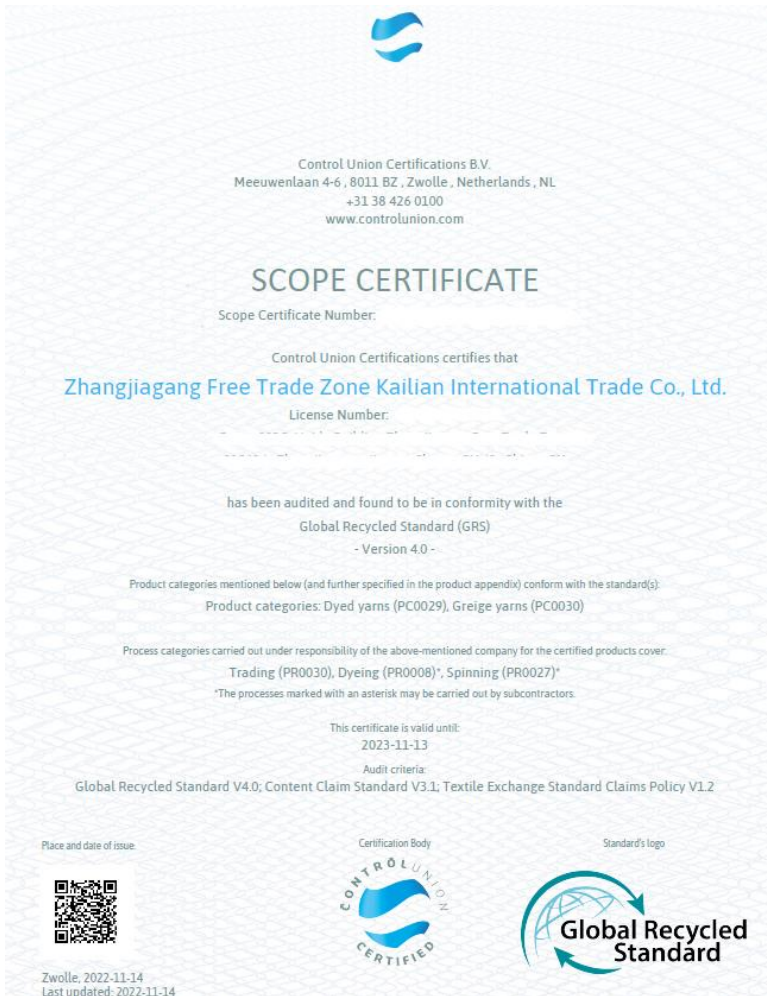 Control Union Certifications B.V.
Meeuwenlaan 4-6 , 8011 BZ , Zwolle , Netherlands , NL
+31 38 426 0100
www.controlunion.com
SCOPE CERTIFICATE
Scope Certificate Number:
Control Union Certifications certifies that
Zhangjiagang Free Trade Zone Kailian International Trade Co., Ltd.
License Number:
has been audited and found to be in conformity with the
Global Recycled Standard (GRS)
- Version 4.0 -
Product categories mentioned below (and further specified in the product appendix) conform with the standard(s):
Product categories: Dyed yarns (PC0029), Greige yarns (PC0030)
Process categories carried out under responsibility of the above-mentioned company for the certified products cover:
Trading (PR0030), Dyeing (PR0008)*, Spinning (PR0027)*
*The processes marked with an asterisk may be carried out by subcontractors.
This certificate is valid until:
2023-11-13
Audit criteria:
Global Recycled Standard V4.0; Content Claim Standard V3.1; Textile Exchange Standard Claims Policy V1.2
Place and date of issue:
Certification Body
Standard's logo
CONTROL UNION
CERTIFIED
Global Recycled
Standard
Zwolle, 2022-11-14
Last updated: 2022-11-14